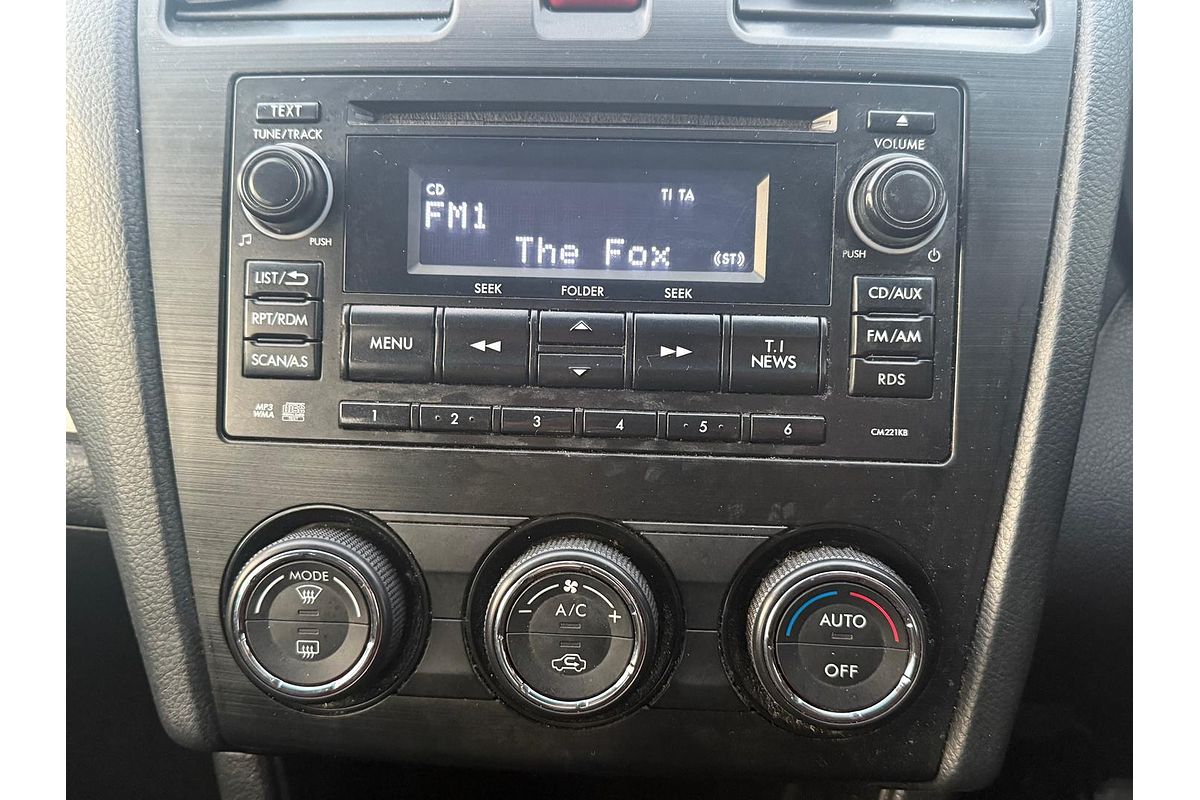 TEXT
TUNE/TRACK
VOLUME
CD
TI TA
FM1
The Fox
((ST))
PUSH
PUSH
SEEK
FOLDER
SEEK
LIST/
RPT/RDM
SCAN/A.S
MENU
T.I
NEWS
CD/AUX
FM/AM
RDS
MP3
WMA
1
2
3
4
5
6
CM221KB
MODE
A/C
- +
AUTO
OFF